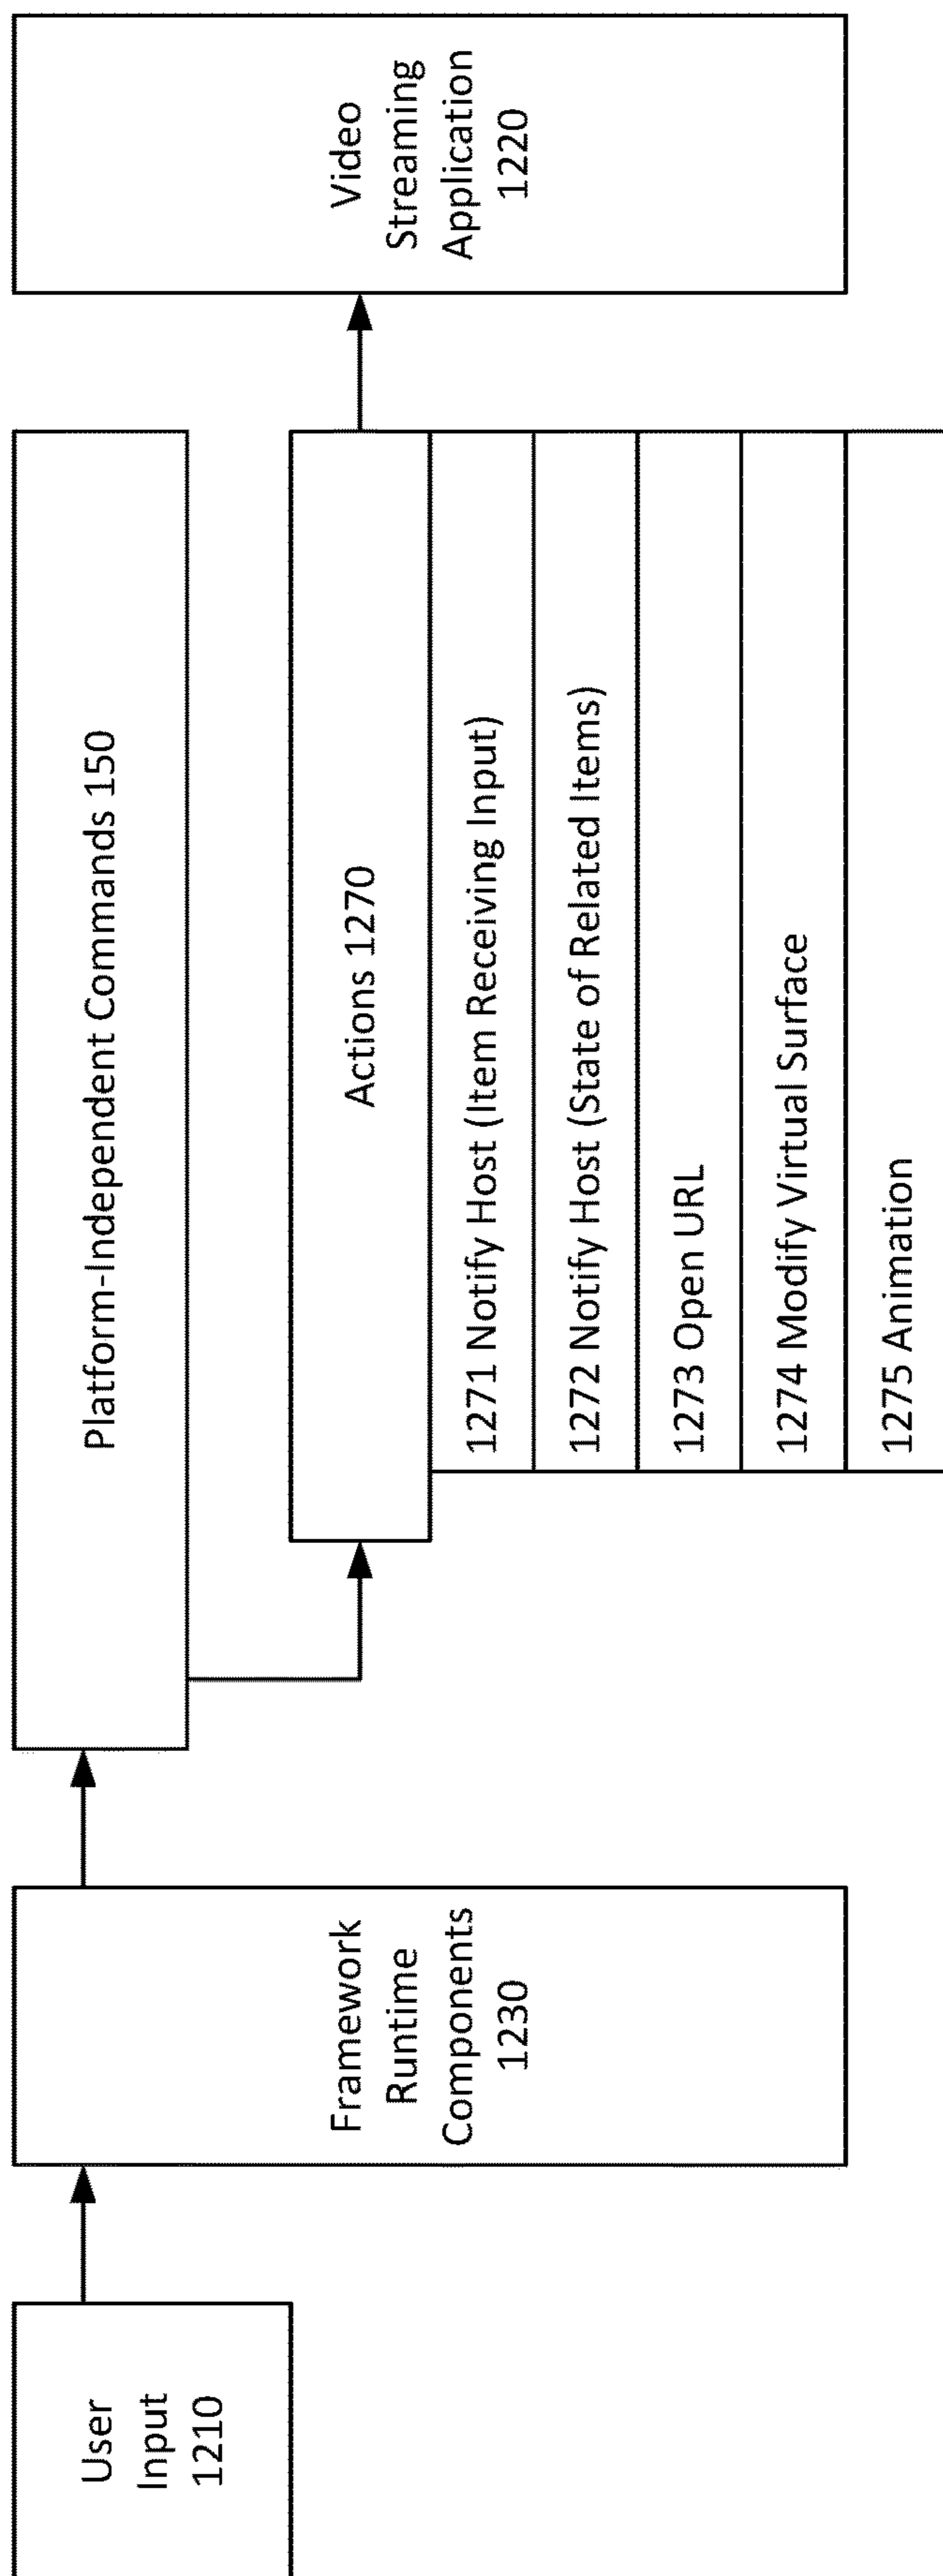 User
Input
1210
Framework
Runtime
Components
1230
Platform-Independent Commands 150
Actions 1270
1271 Notify Host (Item Receiving Input)
1272 Notify Host (State of Related Items)
1273 Open URL
1274 Modify Virtual Surface
1275 Animation
Video
Streaming
Application
1220